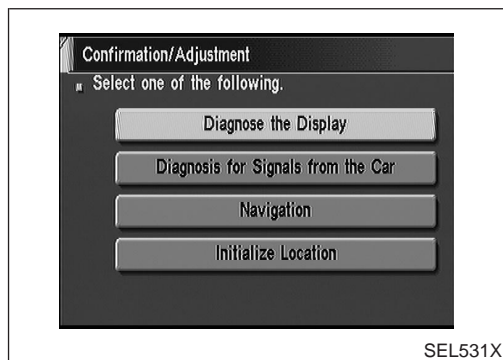 Confirmation/Adjustment
Select one of the following.
Diagnose the Display
Diagnosis for Signals from the Car
Navigation
Initialize Location
SEL531X